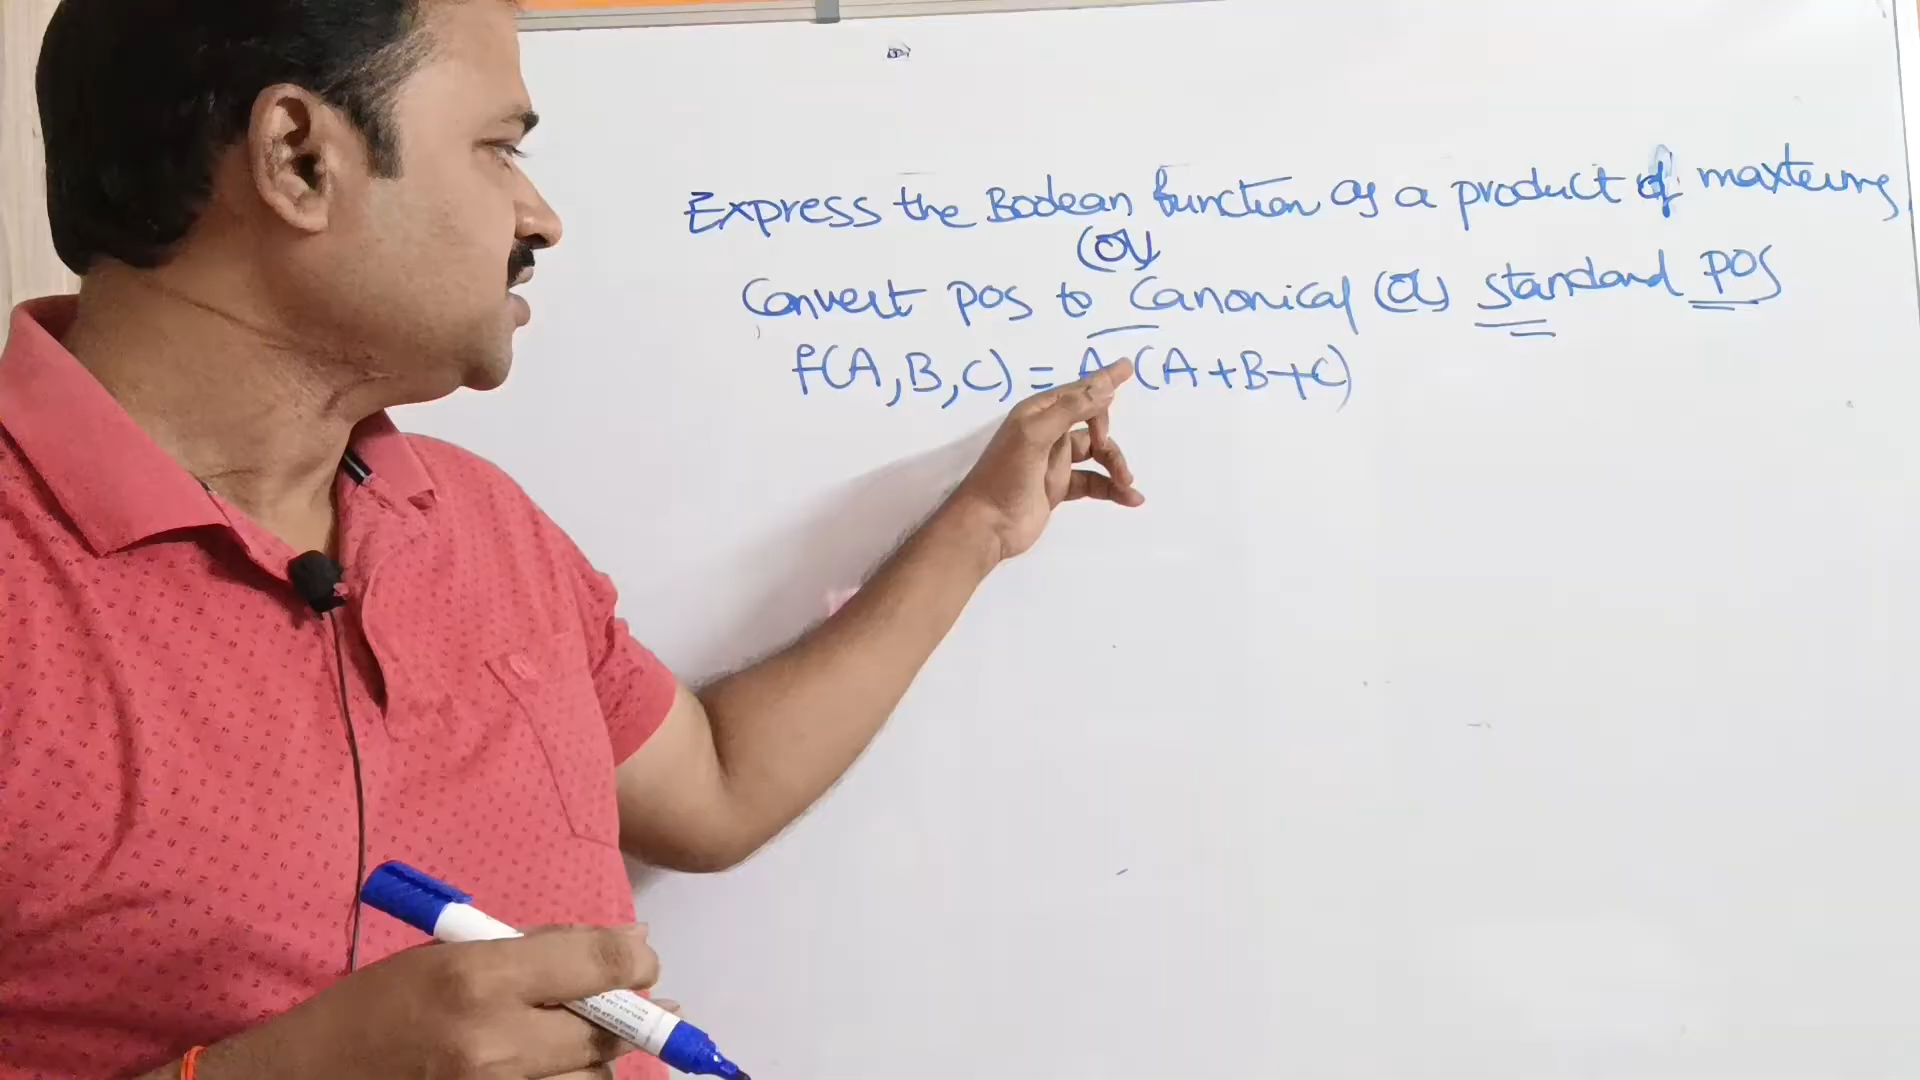 Express the Boolean function as a product of maxterms,
(or)
Convert POS to Canonical (or) standard POS
f(A,B,C) = A (A+B+C)